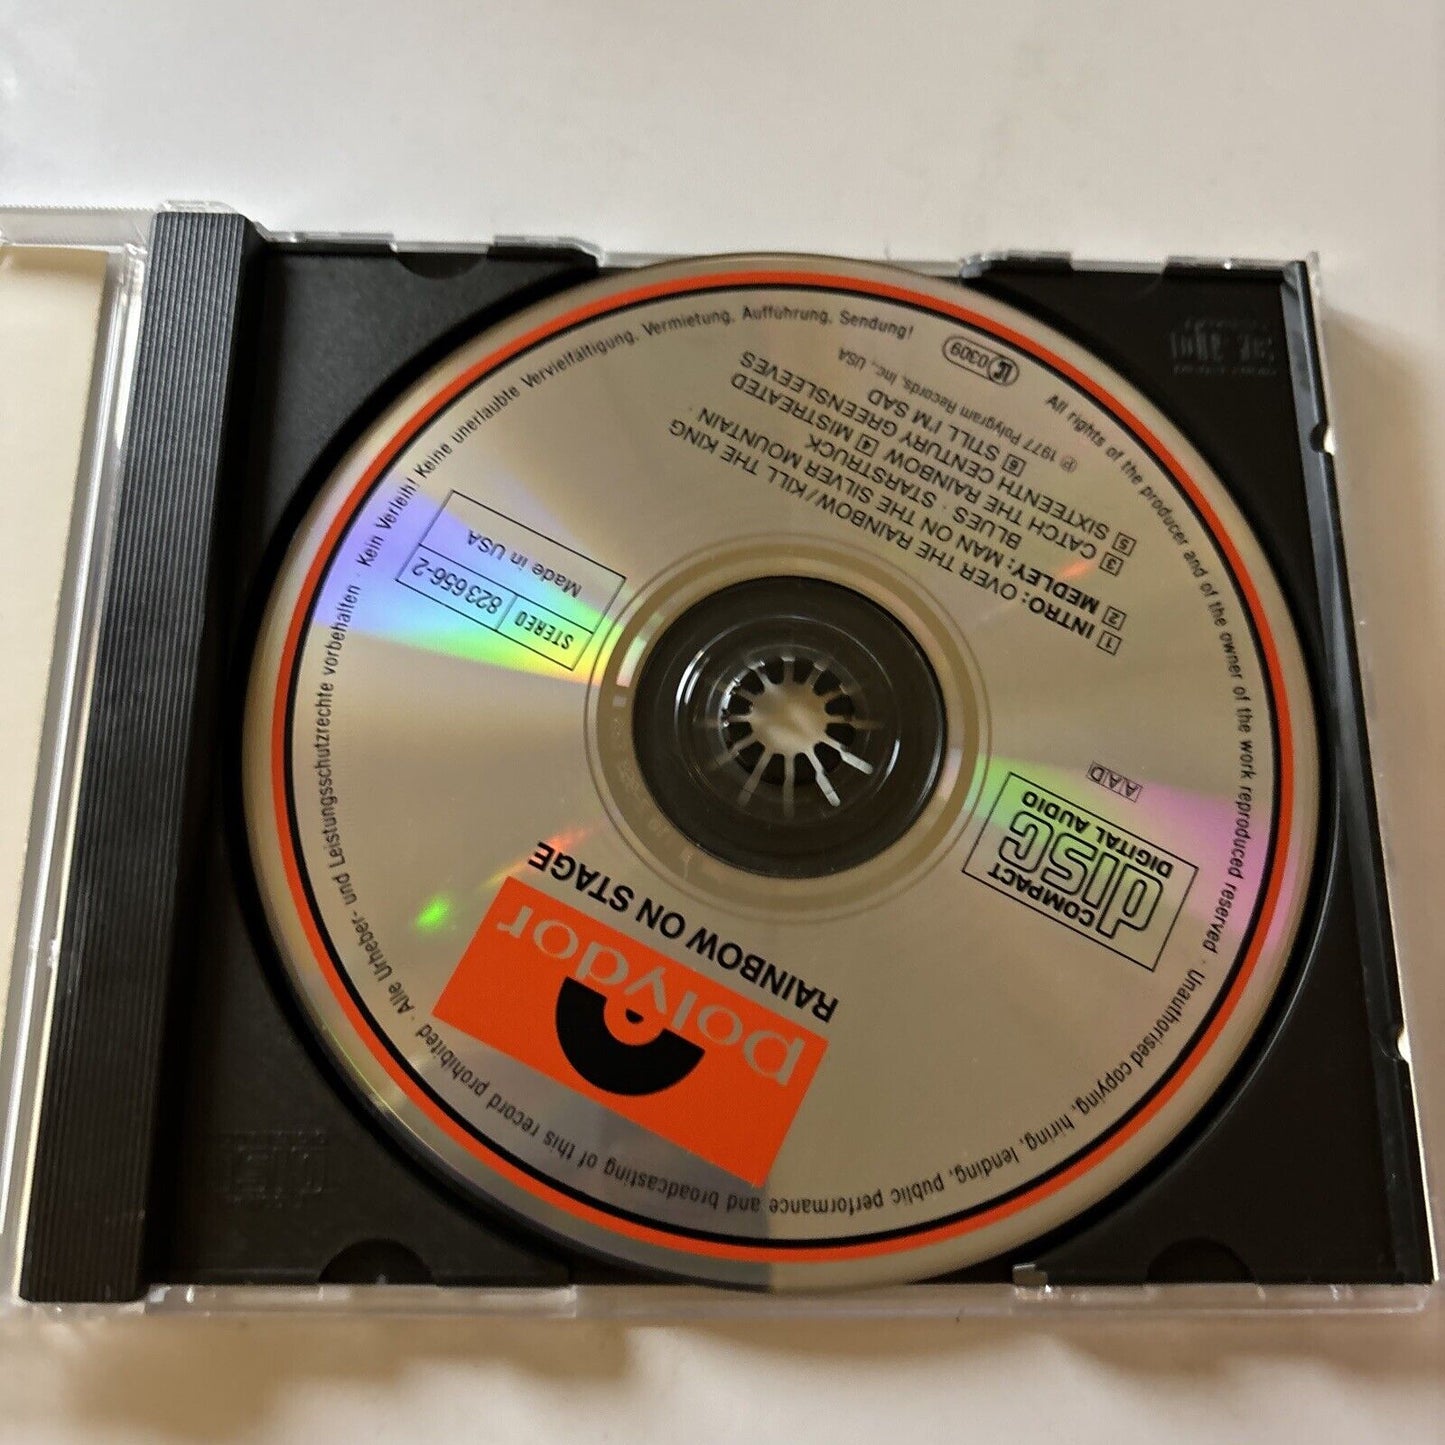 polydor
RAINBOW ON STAGE
COMPACT
disc
DIGITAL AUDIO
AAD
STEREO 823 656-2
Made in USA
1 INTRO: OVER THE RAINBOW/KILL THE KING
2 MEDLEY: MAN ON THE SILVER MOUNTAIN ·
BLUES · STARSTRUCK
3 CATCH THE RAINBOW 4 MISTREATED
5 SIXTEENTH CENTURY GREENSLEEVES
6 STILL I'M SAD
℗ 1977 Polygram Records, Inc., USA
LC 0309
All rights of the producer and of the owner of the work reproduced reserved · Unauthorised copying, hiring, lending, public performance and broadcasting of this record prohibited · Alle Urheber- und Leistungsschutzrechte vorbehalten · Kein Verleih! Keine unerlaubte Vervielfältigung, Vermietung, Aufführung, Sendung!